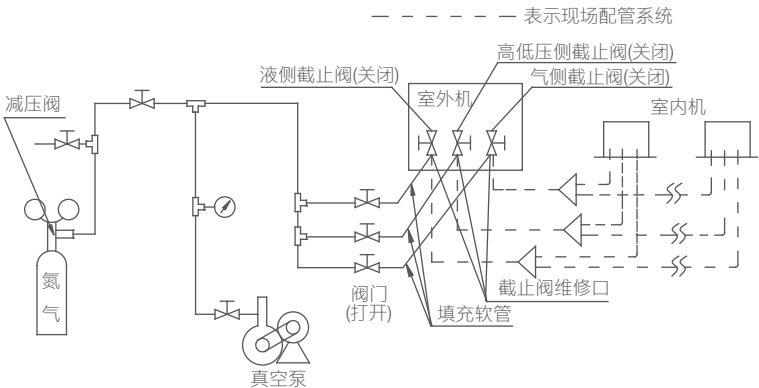 表示现场配管系统
高低压侧截止阀(关闭)
液侧截止阀(关闭)
气侧截止阀(关闭)
减压阀
室外机
室内机
氮
气
阀门
(打开)
截止阀维修口
填充软管
真空泵